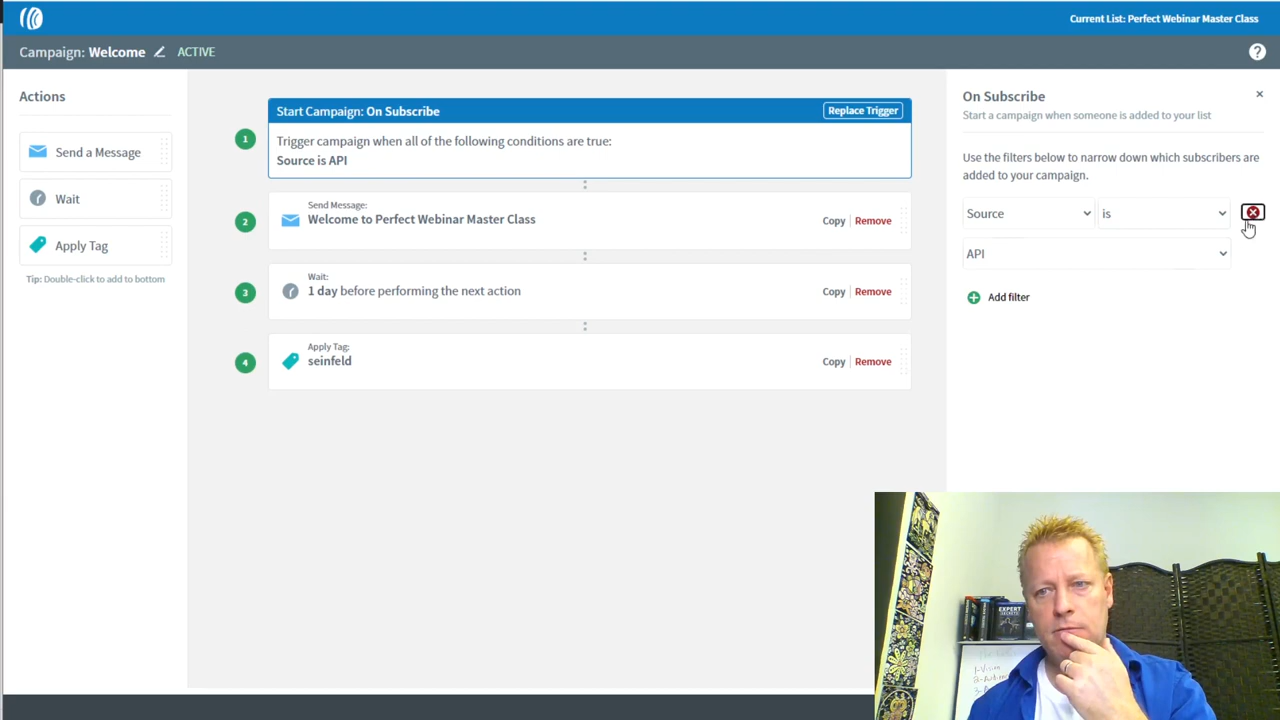 Current List: Perfect Webinar Master Class
Campaign: Welcome ACTIVE
?
Actions
Send a Message
Wait
Apply Tag
Tip: Double-click to add to bottom
1
Start Campaign: On Subscribe Replace Trigger
Trigger campaign when all of the following conditions are true:
Source is API
2
Send Message:
Welcome to Perfect Webinar Master Class
Copy Remove
3
Wait:
1 day before performing the next action
Copy Remove
4
Apply Tag:
seinfeld
Copy Remove
On Subscribe
Start a campaign when someone is added to your list
Use the filters below to narrow down which subscribers are
added to your campaign.
Source is
API
Add filter
EXPERT